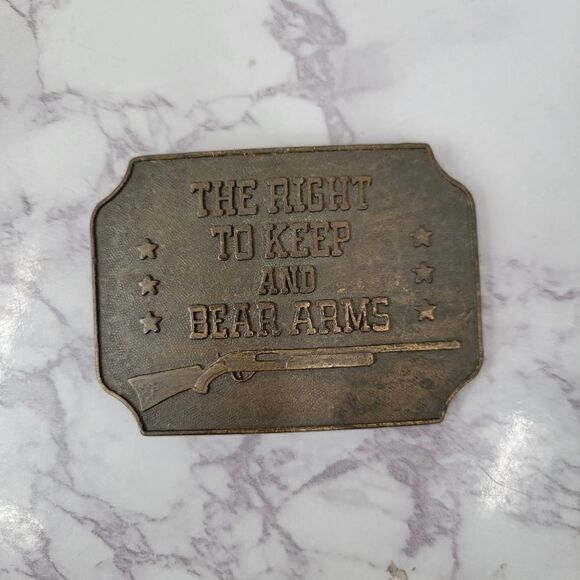 THE RIGHT
TO KEEP
AND
BEAR ARMS